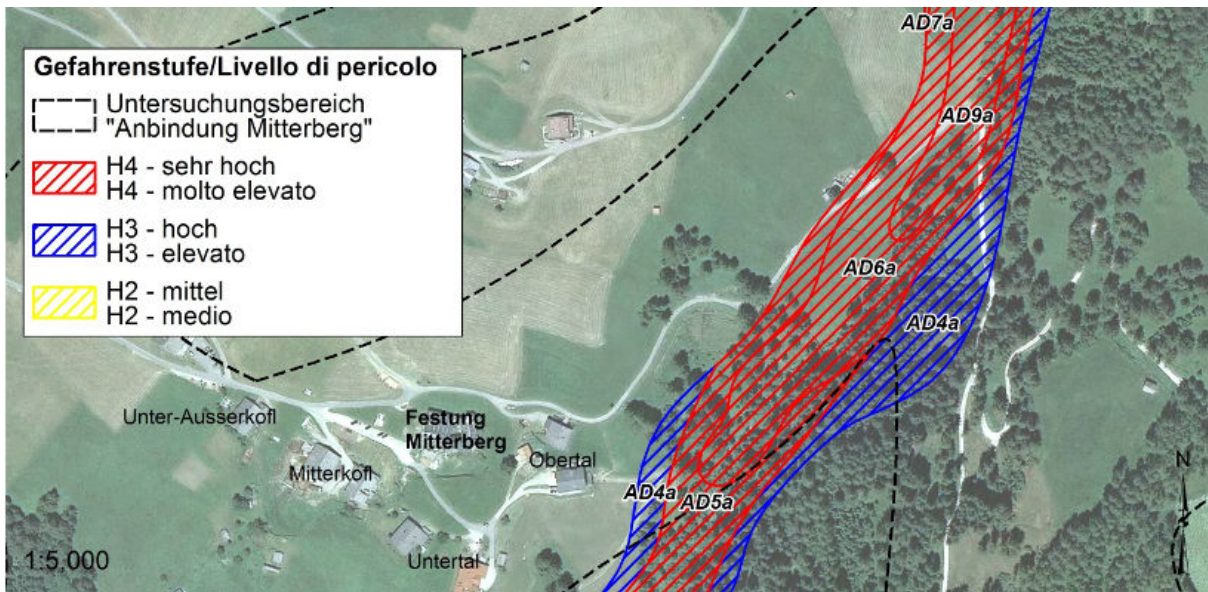 Gefahrenstufe/Livello di pericolo
Untersuchungsbereich
"Anbindung Mitterberg"
H4 - sehr hoch
H4 - molto elevato
H3 - hoch
H3 - elevato
H2 - mittel
H2 - medio
AD7a
AD9a
AD6a
AD4a
Unter-Ausserkofl
Festung
Mitterberg
Mitterkofl
Obertal
AD4a
AD5a
Untertal
N
1:5,000